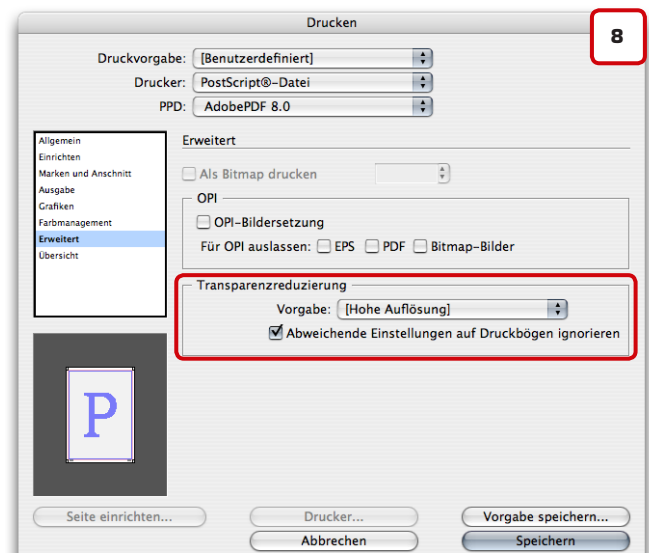 Drucken
8
Druckvorgabe: [Benutzerdefiniert]
Drucker: PostScript®-Datei
PPD: AdobePDF 8.0
Allgemein
Einrichten
Marken und Anschnitt
Ausgabe
Grafiken
Farbmanagement
Erweitert
Übersicht
Erweitert
Als Bitmap drucken
OPI
OPI-Bildersetzung
Für OPI auslassen: EPS PDF Bitmap-Bilder
Transparenzreduzierung
Vorgabe: [Hohe Auflösung]
Abweichende Einstellungen auf Druckbögen ignorieren
P
Seite einrichten... Drucker... Vorgabe speichern...
Abbrechen Speichern